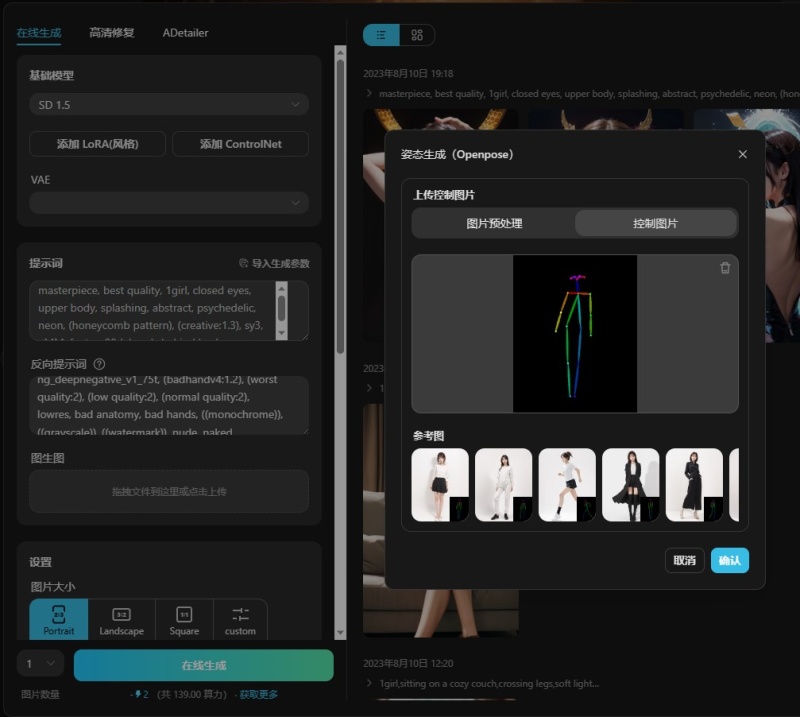 在线生成
高清修复
ADetailer
基础模型
SD 1.5
添加 LoRA(风格)
添加 ControlNet
VAE
提示词
导入生成参数
masterpiece, best quality, 1girl, closed eyes,
upper body, splashing, abstract, psychedelic,
neon, (honeycomb pattern), (creative:1.3), sy3,
反向提示词
ng_deepnegative_v1_75t, (badhandv4:1.2), (worst
quality:2), (low quality:2), (normal quality:2),
lowres, bad anatomy, bad hands, ((monochrome)),
((grayscale)), ((watermark)), nude, naked
图生图
拖拽文件到这里或点击上传
设置
图片大小
2:3
3:2
1:1
Portrait
Landscape
Square
custom
1
在线生成
图片数量
-2 (共 139.00 算力) · 获取更多
2023年8月10日 19:18
masterpiece, best quality, 1girl, closed eyes, upper body, splashing, abstract, psychedelic, neon, (hon
姿态生成（Openpose）
上传控制图片
图片预处理
控制图片
参考图
取消
确认
2023
1
2023年8月10日 12:20
1girl,sitting on a cozy couch,crossing legs,soft light...